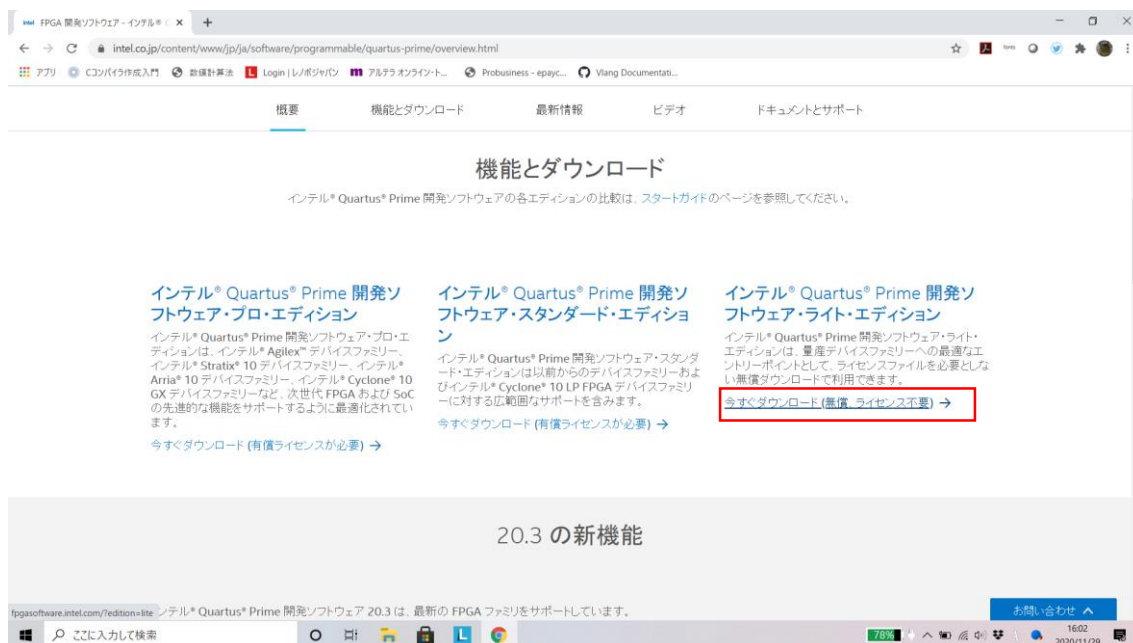 intel FPGA 開発ソフトウェア - インテル®
intel.co.jp/content/www/jp/ja/software/programmable/quartus-prime/overview.html
アプリ Cコンパイラ作成入門 数値計算法 Login | レノボジャパン アルテラ オンライン・ト... Probusiness - epayc... Vlang Documentati...
概要 機能とダウンロード 最新情報 ビデオ ドキュメントとサポート
機能とダウンロード
インテル® Quartus® Prime 開発ソフトウェアの各エディションの比較は、スタートガイドのページを参照してください。
インテル® Quartus® Prime 開発ソ
フトウェア・プロ・エディション
インテル® Quartus® Prime 開発ソフトウェア・プロ・エ
ディションは、インテル® Agilex™ デバイスファミリー、
インテル® Stratix® 10 デバイスファミリー、インテル®
Arria® 10 デバイスファミリー、インテル® Cyclone® 10
GX デバイスファミリーなど、次世代 FPGA および SoC
の先進的な機能をサポートするように最適化されてい
ます。
今すぐダウンロード (有償ライセンスが必要) →
インテル® Quartus® Prime 開発ソ
フトウェア・スタンダード・エディショ
ン
インテル® Quartus® Prime 開発ソフトウェア・スタンダ
ード・エディションは以前からのデバイスファミリーおよ
びインテル® Cyclone® 10 LP FPGA デバイスファミリ
ーに対する広範囲なサポートを含みます。
今すぐダウンロード (有償ライセンスが必要) →
インテル® Quartus® Prime 開発ソ
フトウェア・ライト・エディション
インテル® Quartus® Prime 開発ソフトウェア・ライト・
エディションは、量産デバイスファミリーへの最適なエ
ントリーポイントとして、ライセンスファイルを必要としな
い無償ダウンロードで利用できます。
今すぐダウンロード (無償、ライセンス不要) →
20.3 の新機能
ンテル® Quartus® Prime 開発ソフトウェア 20.3 は、最新の FPGA ファミリをサポートしています。
fpgasoftware.intel.com/?edition=lite
お問い合わせ
ここに入力して検索
78%
16:02
2020/11/29